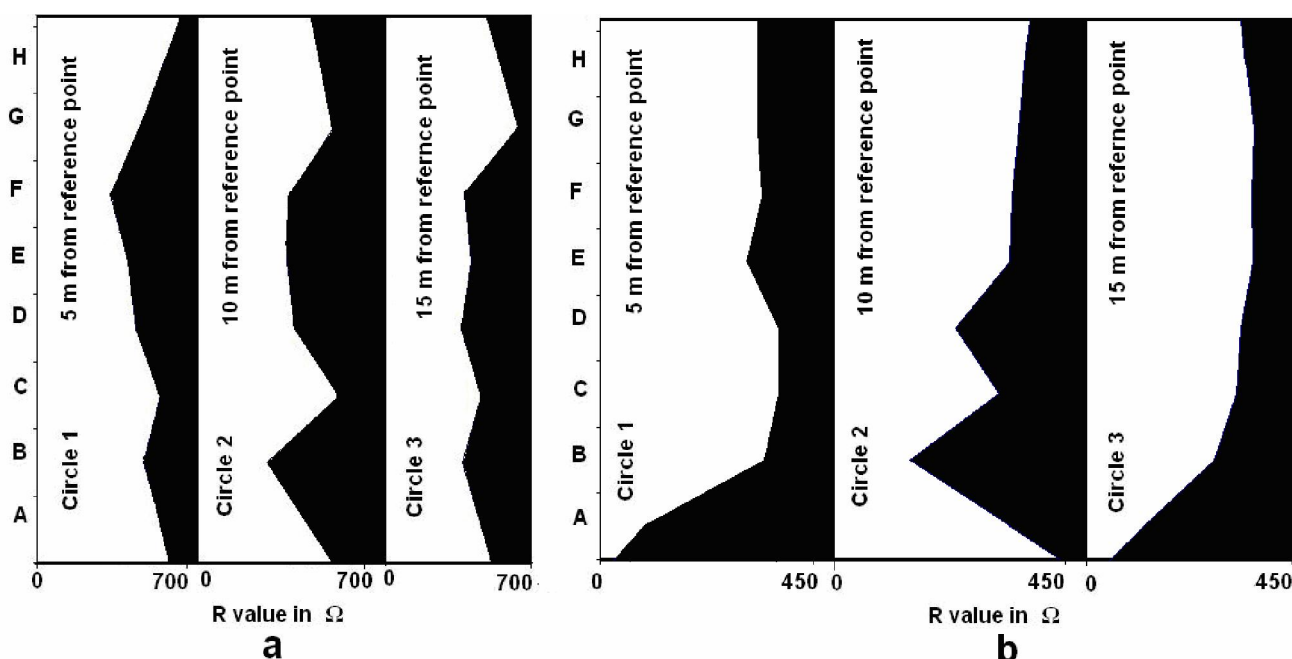 H
G
F
E
D
C
B
A
Circle 1
5 m from reference point
Circle 2
10 m from reference point
Circle 3
15 m from refernce point
0
700
0
700
0
700
R value in Ω
a
H
G
F
E
D
C
B
A
Circle 1
5 m from reference point
Circle 2
10 m from reference point
Circle 3
15 m from refernce point
0
450
0
450
0
450
R value in Ω
b